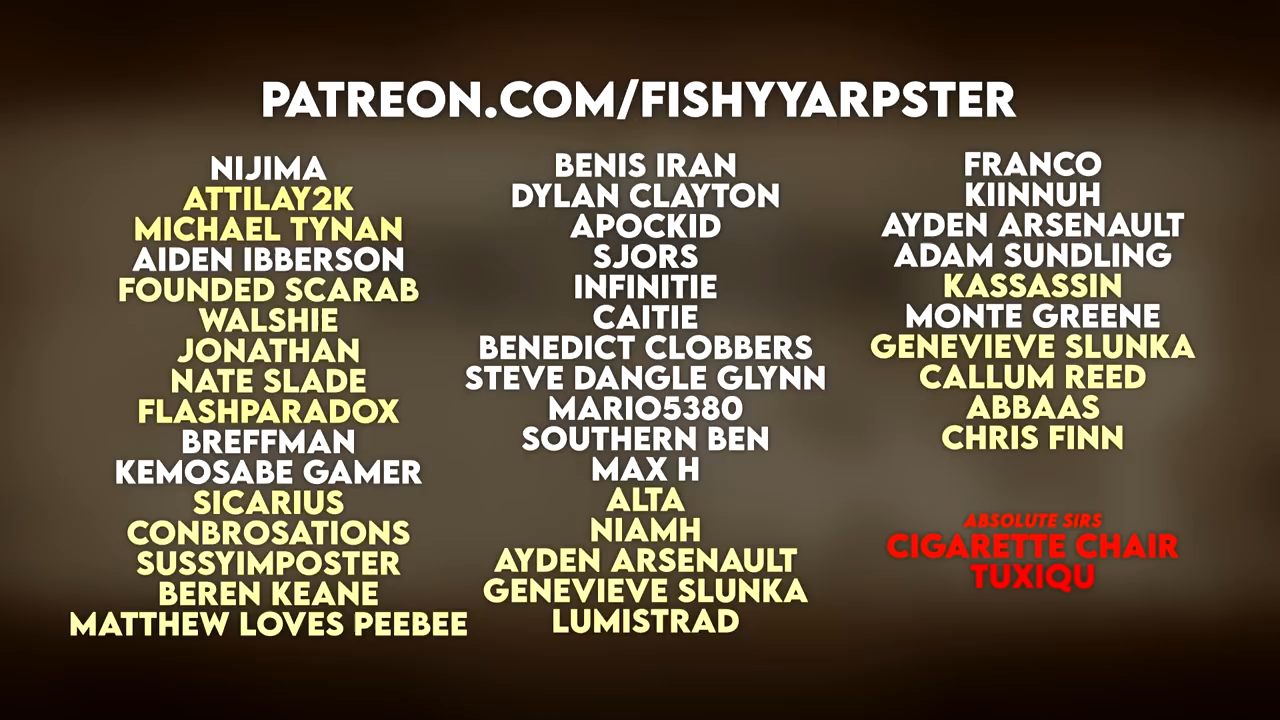 PATREON.COM/FISHYYARPSTER
NIJIMA
ATTILAY2K
MICHAEL TYNAN
AIDEN IBBERSON
FOUNDED SCARAB
WALSHIE
JONATHAN
NATE SLADE
FLASHPARADOX
BREFFMAN
KEMOSABE GAMER
SICARIUS
CONBROSATIONS
SUSSYIMPOSTER
BEREN KEANE
MATTHEW LOVES PEEBEE
BENIS IRAN
DYLAN CLAYTON
APOCKID
SJORS
INFINITIE
CAITIE
BENEDICT CLOBBERS
STEVE DANGLE GLYNN
MARIO5380
SOUTHERN BEN
MAX H
ALTA
NIAMH
AYDEN ARSENAULT
GENEVIEVE SLUNKA
LUMISTRAD
FRANCO
KIINNUH
AYDEN ARSENAULT
ADAM SUNDLING
KASSASSIN
MONTE GREENE
GENEVIEVE SLUNKA
CALLUM REED
ABBAAS
CHRIS FINN
ABSOLUTE SIRS
CIGARETTE CHAIR
TUXIQU